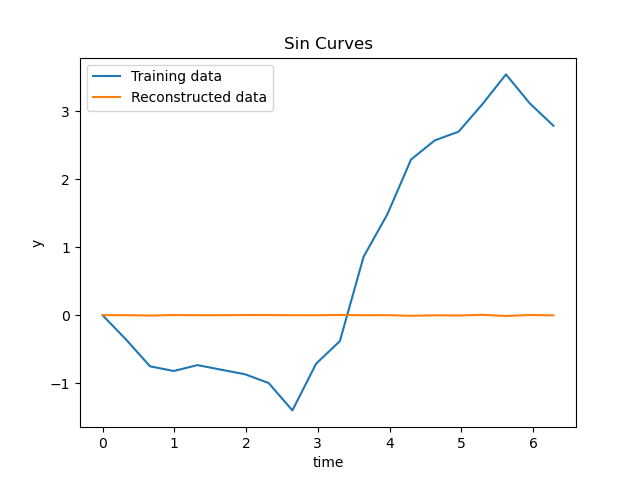 Sin Curves
Training data
Reconstructed data
y
3
2
1
0
−1
0 1 2 3 4 5 6
time